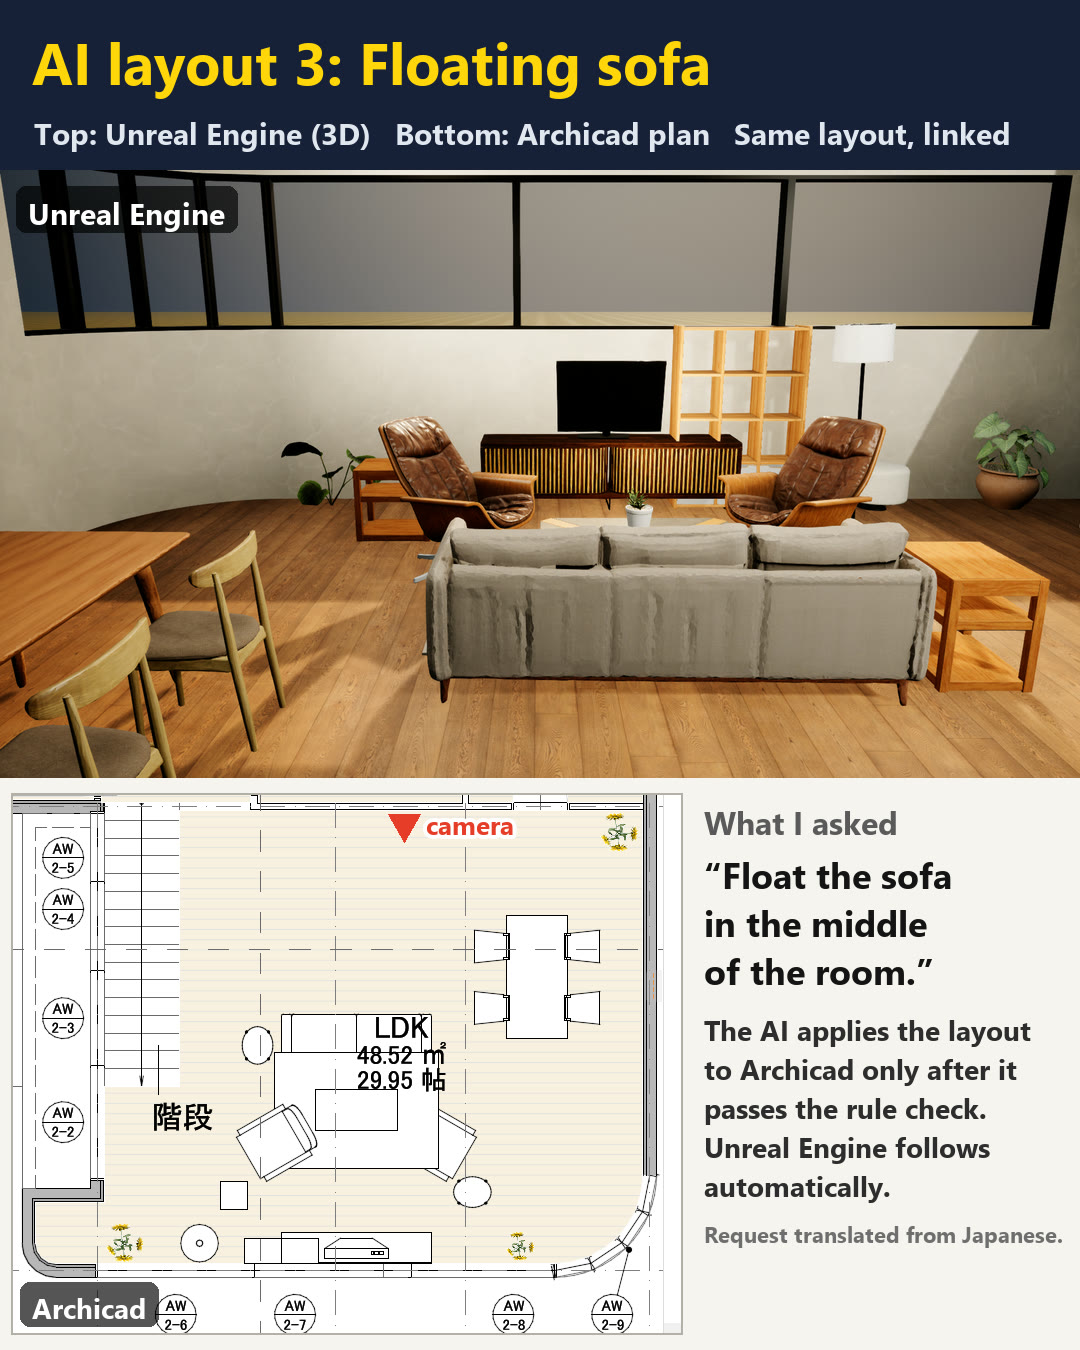 AI layout 3: Floating sofa
Top: Unreal Engine (3D)   Bottom: Archicad plan   Same layout, linked
Unreal Engine
camera
AW
2-5
AW
2-4
AW
2-3
AW
2-2
LDK
48.52 ㎡
29.95 帖
階段
Archicad
AW
2-6
AW
2-7
AW
2-8
AW
2-9
What I asked
“Float the sofa
in the middle
of the room.”
The AI applies the layout
to Archicad only after it
passes the rule check.
Unreal Engine follows
automatically.
Request translated from Japanese.